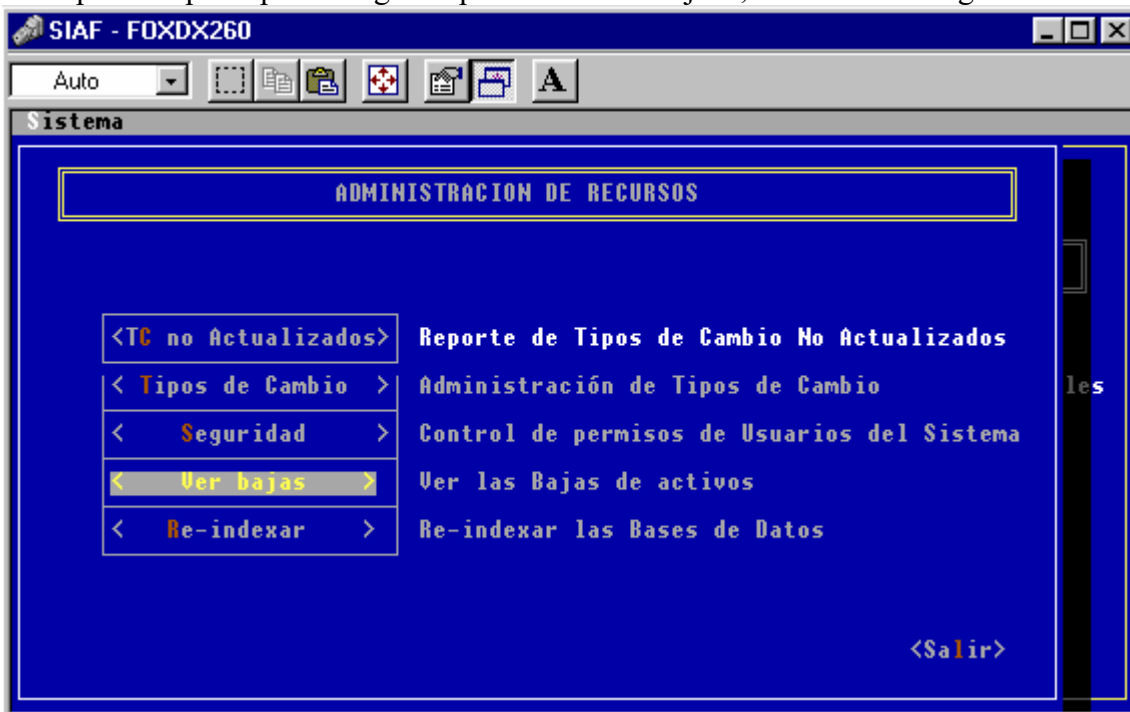 SIAF - FOXDX260
Auto
A
Sistema
ADMINISTRACION DE RECURSOS
<TC no Actualizados> Reporte de Tipos de Cambio No Actualizados
< Tipos de Cambio > Administración de Tipos de Cambio les
< Seguridad > Control de permisos de Usuarios del Sistema
< Ver bajas > Ver las Bajas de activos
< Re-indexar > Re-indexar las Bases de Datos
<Salir>